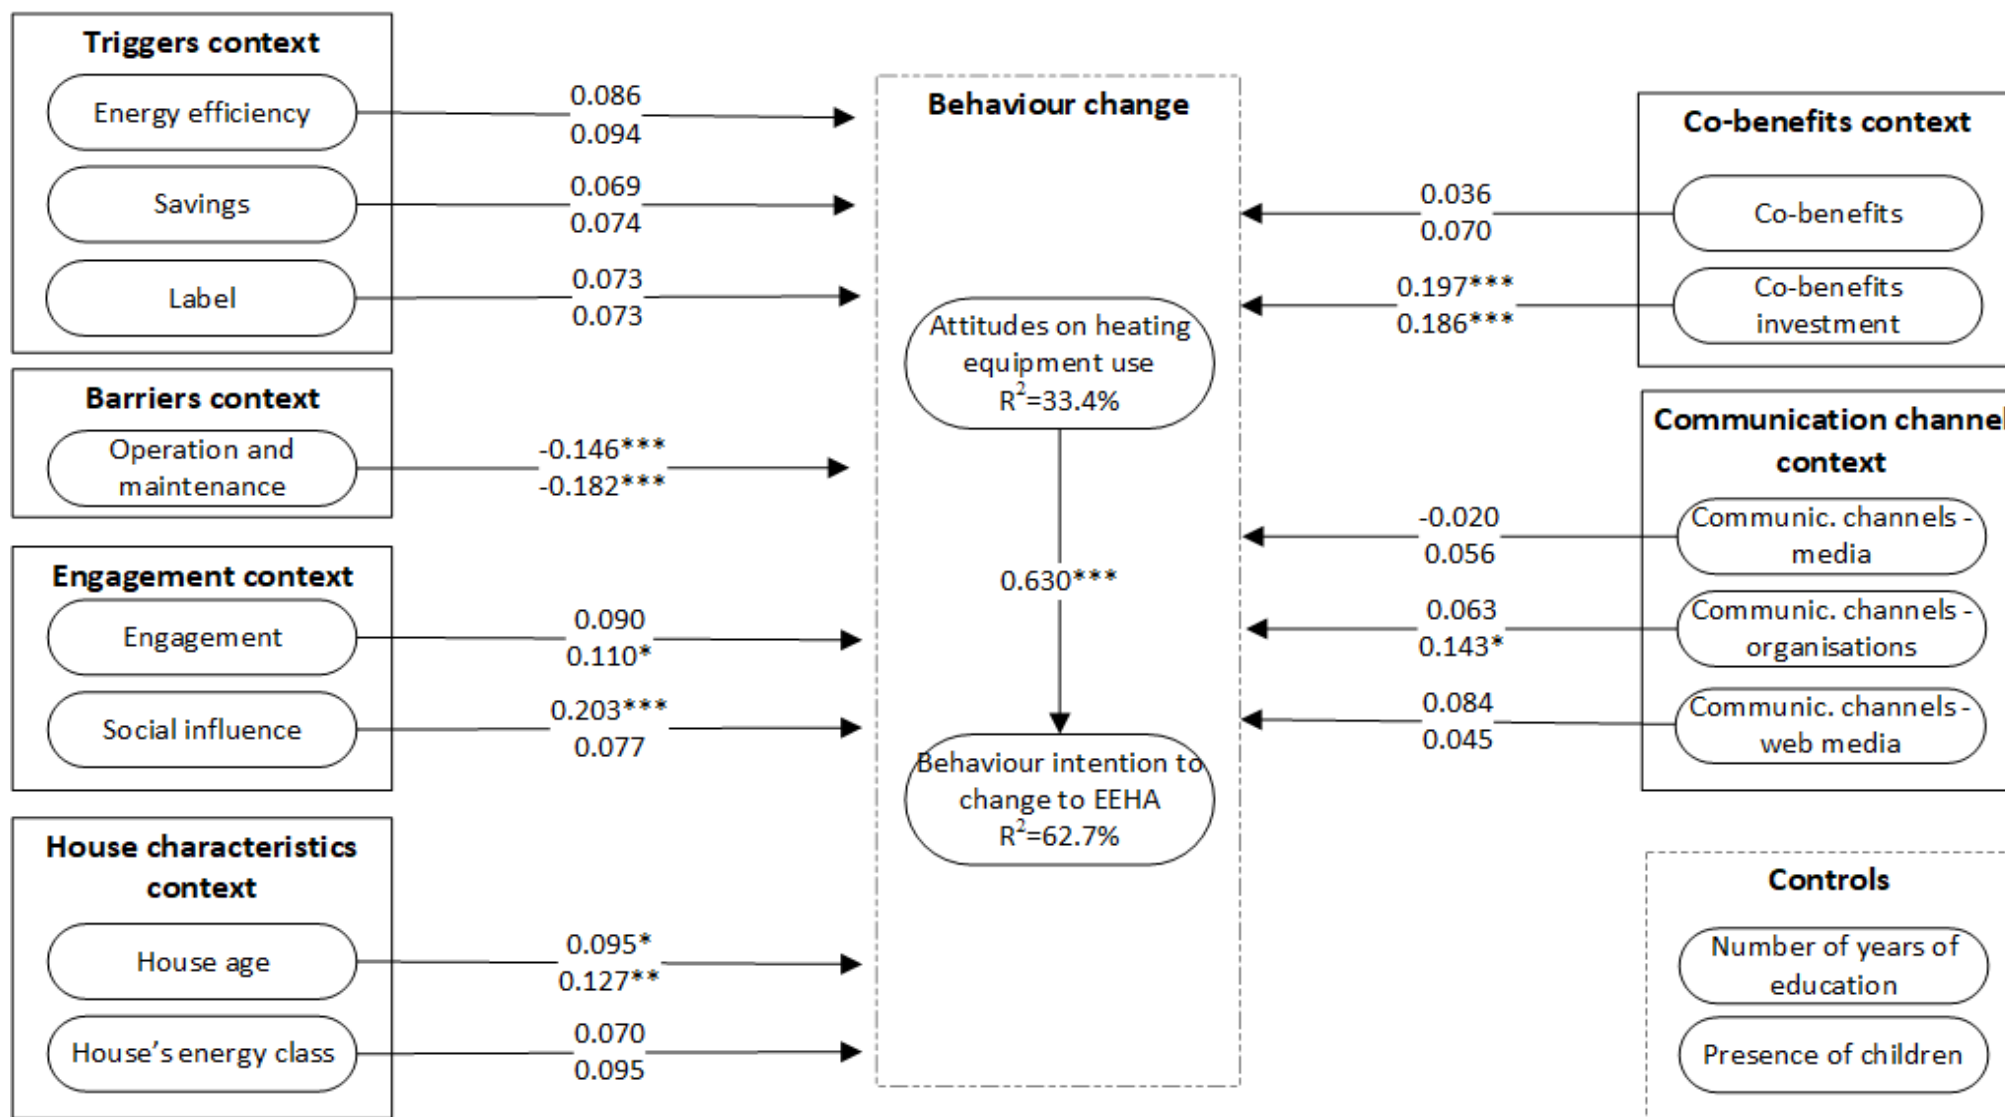 Triggers context
Energy efficiency
0.086
0.094
Savings
0.069
0.074
Label
0.073
0.073
Barriers context
Operation and
maintenance
-0.146***
-0.182***
Engagement context
Engagement
0.090
0.110*
Social influence
0.203***
0.077
House characteristics
context
House age
0.095*
0.127**
House’s energy class
0.070
0.095
Behaviour change
Attitudes on heating
equipment use
R²=33.4%
0.630***
Behaviour intention to
change to EEHA
R²=62.7%
Co-benefits context
0.036
0.070
Co-benefits
0.197***
0.186***
Co-benefits
investment
Communication channel
context
-0.020
0.056
Communic. channels -
media
0.063
0.143*
Communic. channels -
organisations
0.084
0.045
Communic. channels -
web media
Controls
Number of years of
education
Presence of children